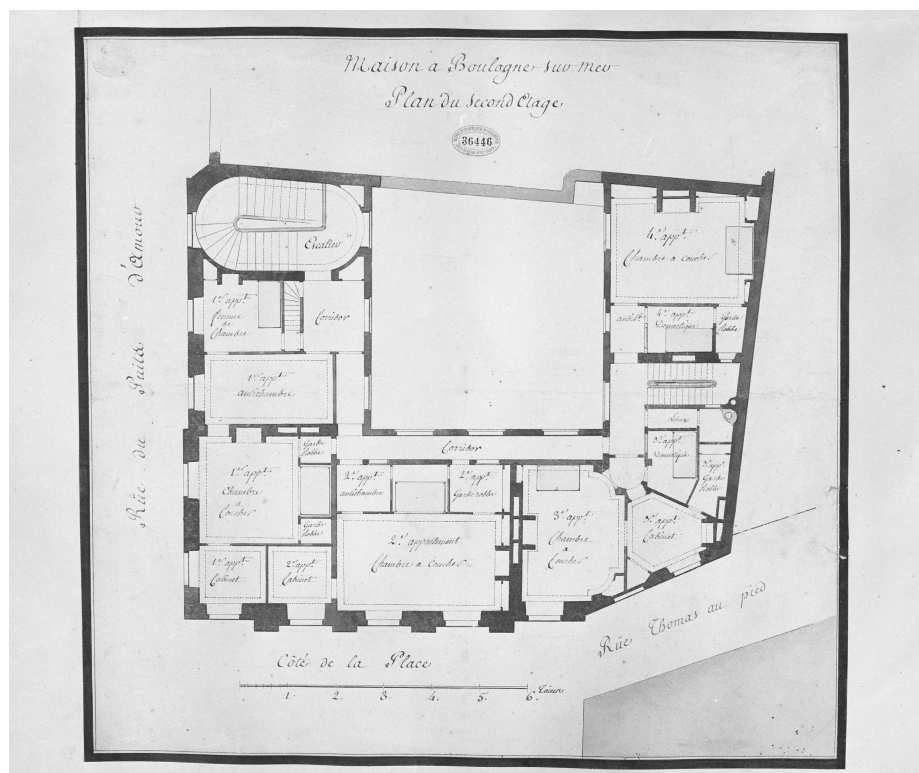 Maison a Boulogne sur mer
Plan du Second Etage
36446
Escalier
Rüe du Puits d'Amour
1er appt.
Femme
de
Chambre
Corridor
1er appt.
antichambre
4e. appt.
Chambre a coucher
antich.
4e. appt.
Domestique
Garde
Robbe
Corridor
Lieux
3e. appt.
Domestique
3e. appt.
Garde
Robbe
1er appt.
Chambre
a
Coucher
Garde
Robbe
Garde
Robbe
2e. appt.
antichambre
2e. appt.
Garderobbe
2e. appartement
Chambre a coucher
3e. appt.
Chambre
a
Coucher
3e. appt.
Cabinet
1er appt.
Cabinet
2e. appt.
Cabinet
Rüe Thomas au pied
Côté de la Place
1. 2. 3. 4. 5. 6. Toises